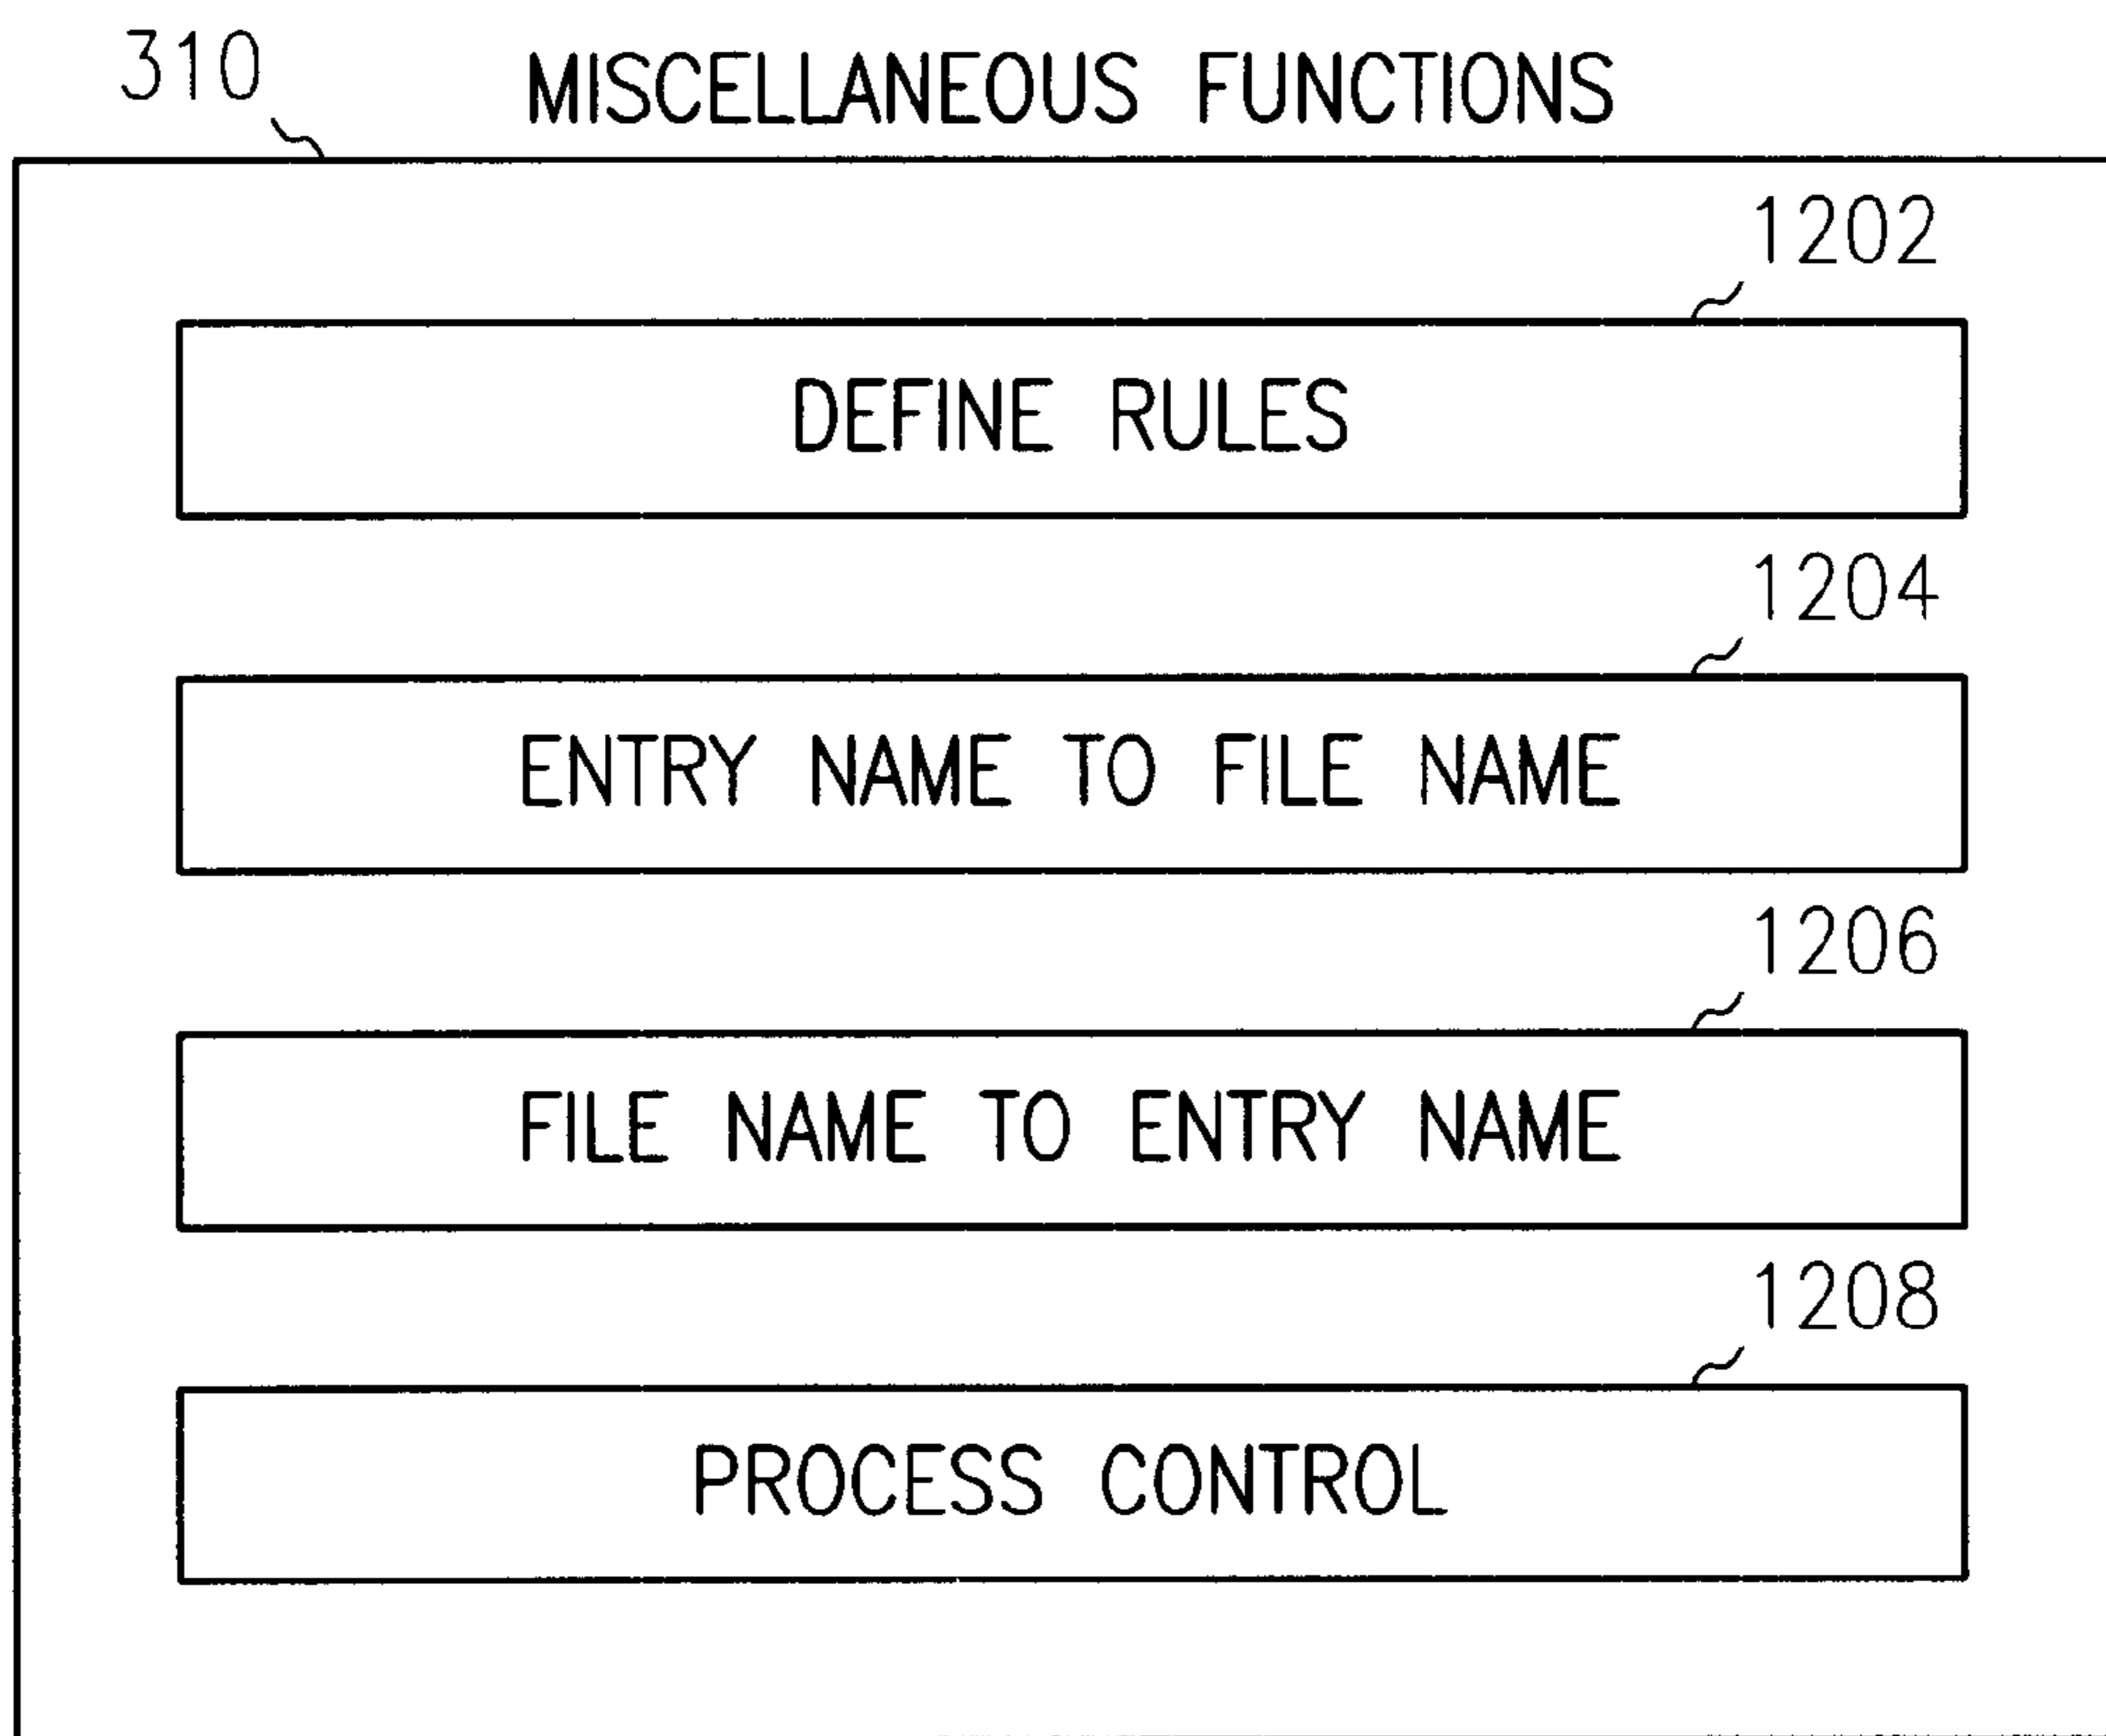 310 MISCELLANEOUS FUNCTIONS
1202
DEFINE RULES
1204
ENTRY NAME TO FILE NAME
1206
FILE NAME TO ENTRY NAME
1208
PROCESS CONTROL